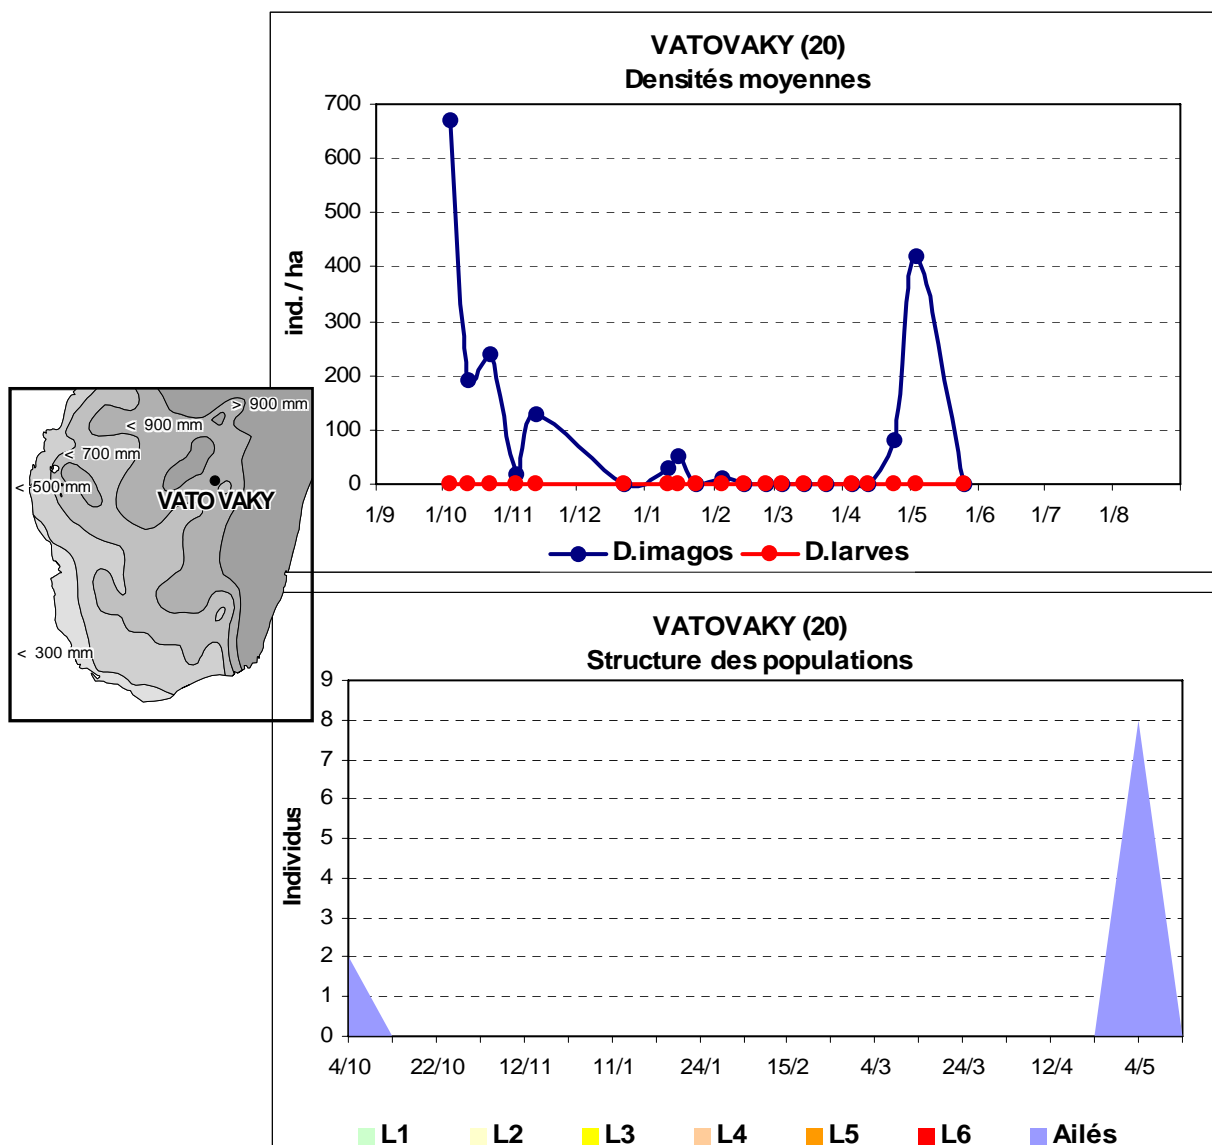 VATOVAKY (20)
Densités moyennes
ind. / ha
700
600
500
400
300
200
100
0
1/9 1/10 1/11 1/12 1/1 1/2 1/3 1/4 1/5 1/6 1/7 1/8
D.imagos D.larves
> 900 mm
< 900 mm
< 700 mm
< 500 mm
VATO VAKY
< 300 mm
VATOVAKY (20)
Structure des populations
Individus
9
8
7
6
5
4
3
2
1
0
4/10 22/10 12/11 11/1 24/1 15/2 4/3 24/3 12/4 4/5
L1 L2 L3 L4 L5 L6 Ailés